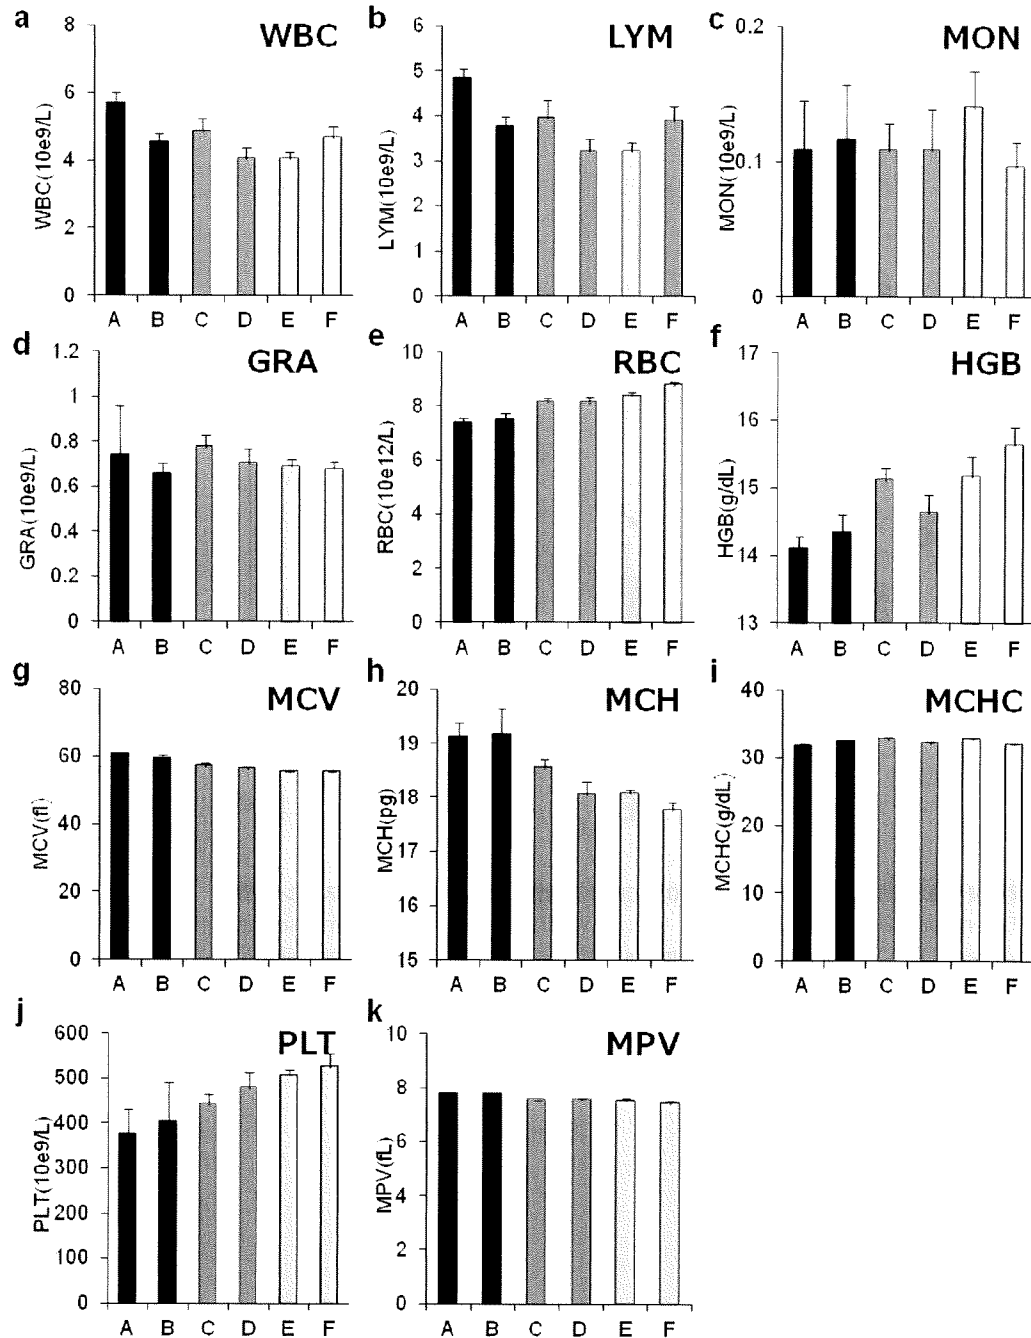 a WBC
WBC(10e9/L)
8
6
4
2
0
A B C D E F
b LYM
LYM(10e9/L)
6
5
4
3
2
1
0
A B C D E F
c MON
MON(10e9/L)
0.2
0.1
0
A B C D E F
d GRA
GRA(10e9/L)
1.2
1
0.8
0.6
0.4
0.2
0
A B C D E F
e RBC
RBC(10e12/L)
10
8
6
4
2
0
A B C D E F
f HGB
HGB(g/dL)
17
16
15
14
13
A B C D E F
g MCV
MCV(fl)
80
60
40
20
0
A B C D E F
h MCH
MCH(pg)
20
19
18
17
16
15
A B C D E F
i MCHC
MCHC(g/dL)
40
30
20
10
0
A B C D E F
j PLT
PLT(10e9/L)
600
500
400
300
200
100
0
A B C D E F
k MPV
MPV(fL)
10
8
6
4
2
0
A B C D E F